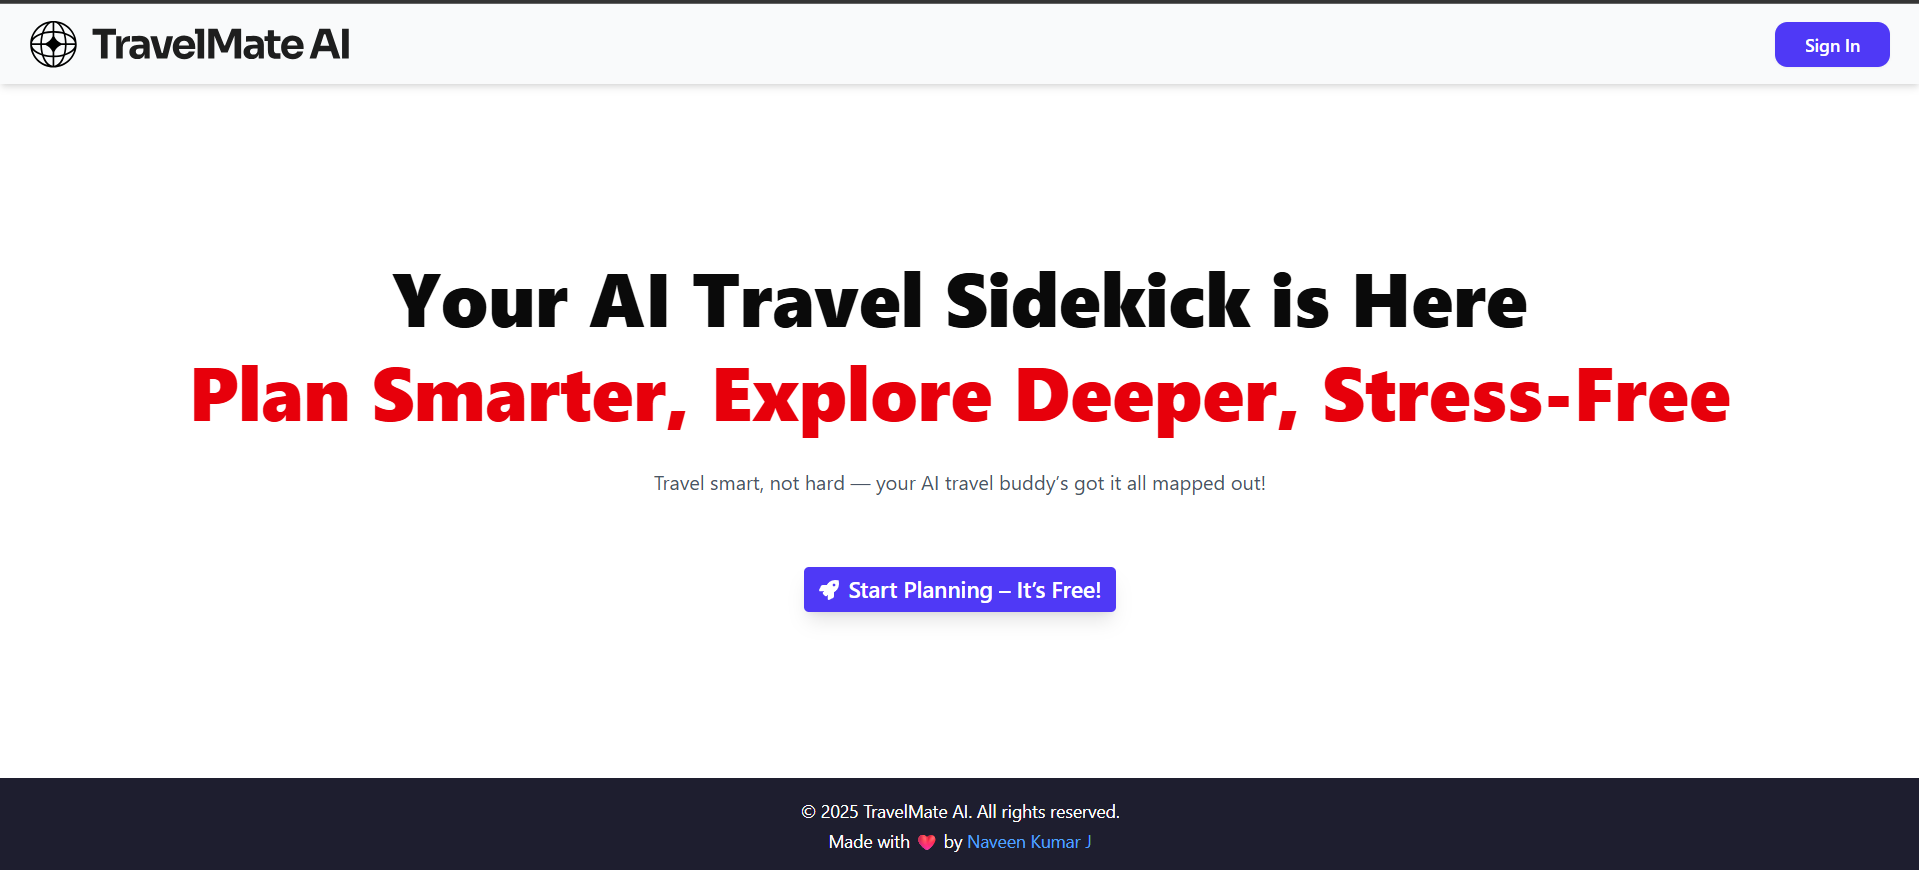 TravelMate AI
Sign In
Your AI Travel Sidekick is Here
Plan Smarter, Explore Deeper, Stress-Free
Travel smart, not hard — your AI travel buddy’s got it all mapped out!
Start Planning – It’s Free!
© 2025 TravelMate AI. All rights reserved.
Made with 💗 by Naveen Kumar J